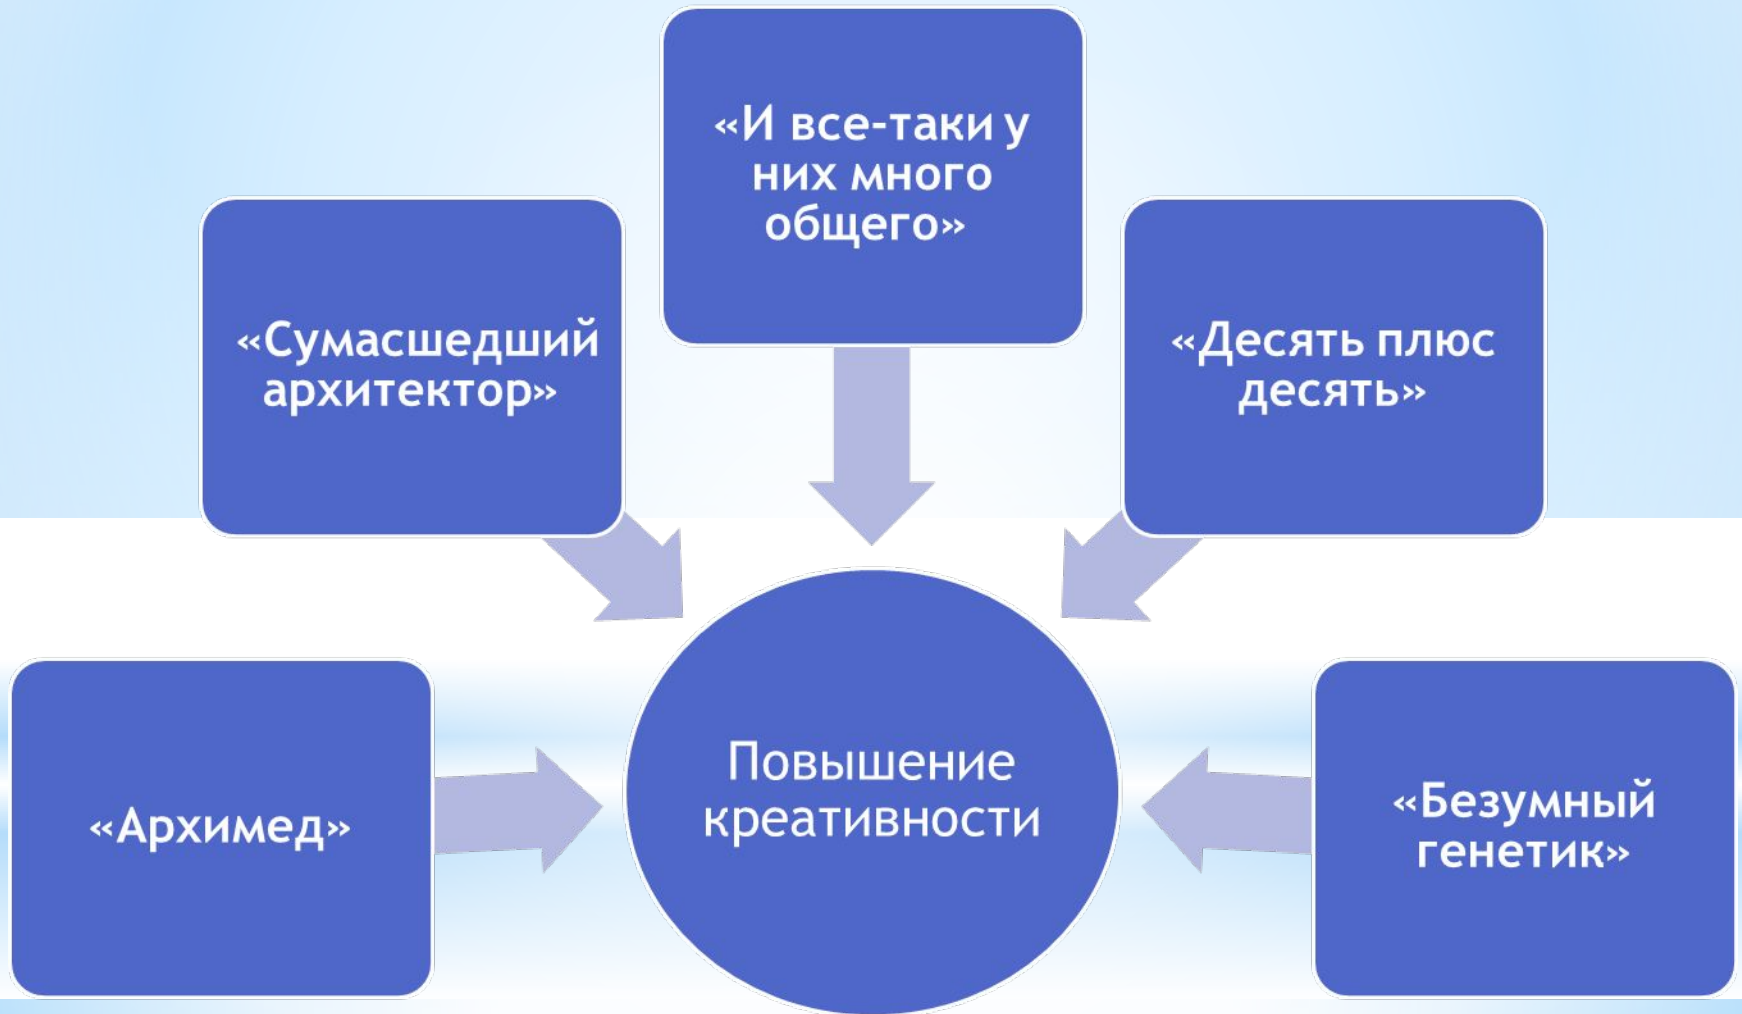 «И все-таки у
них много
общего»
«Сумасшедший
архитектор»
«Десять плюс
десять»
«Архимед»
Повышение
креативности
«Безумный
генетик»